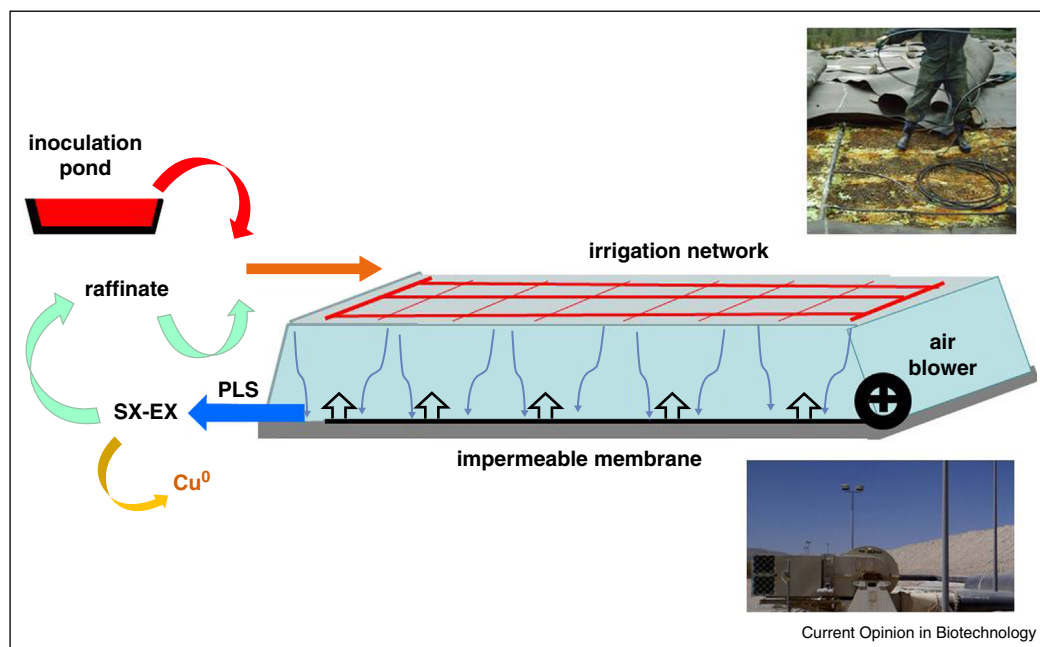 inoculation
pond
irrigation network
raffinate
air
blower
PLS
SX-EX
impermeable membrane
Cu⁰
Current Opinion in Biotechnology